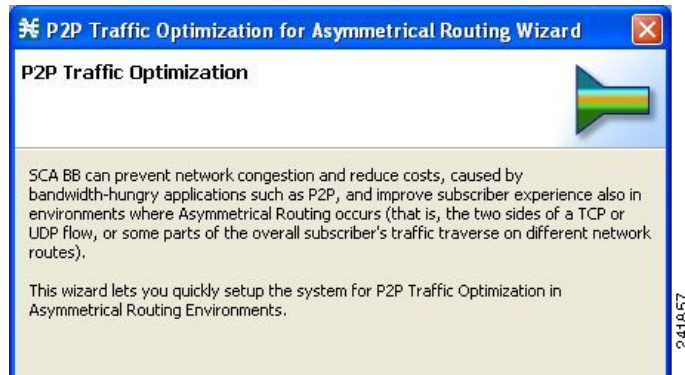 P2P Traffic Optimization for Asymmetrical Routing Wizard
P2P Traffic Optimization
SCA BB can prevent network congestion and reduce costs, caused by
bandwidth-hungry applications such as P2P, and improve subscriber experience also in
environments where Asymmetrical Routing occurs (that is, the two sides of a TCP or
UDP flow, or some parts of the overall subscriber's traffic traverse on different network
routes).
This wizard lets you quickly setup the system for P2P Traffic Optimization in
Asymmetrical Routing Environments.
241857